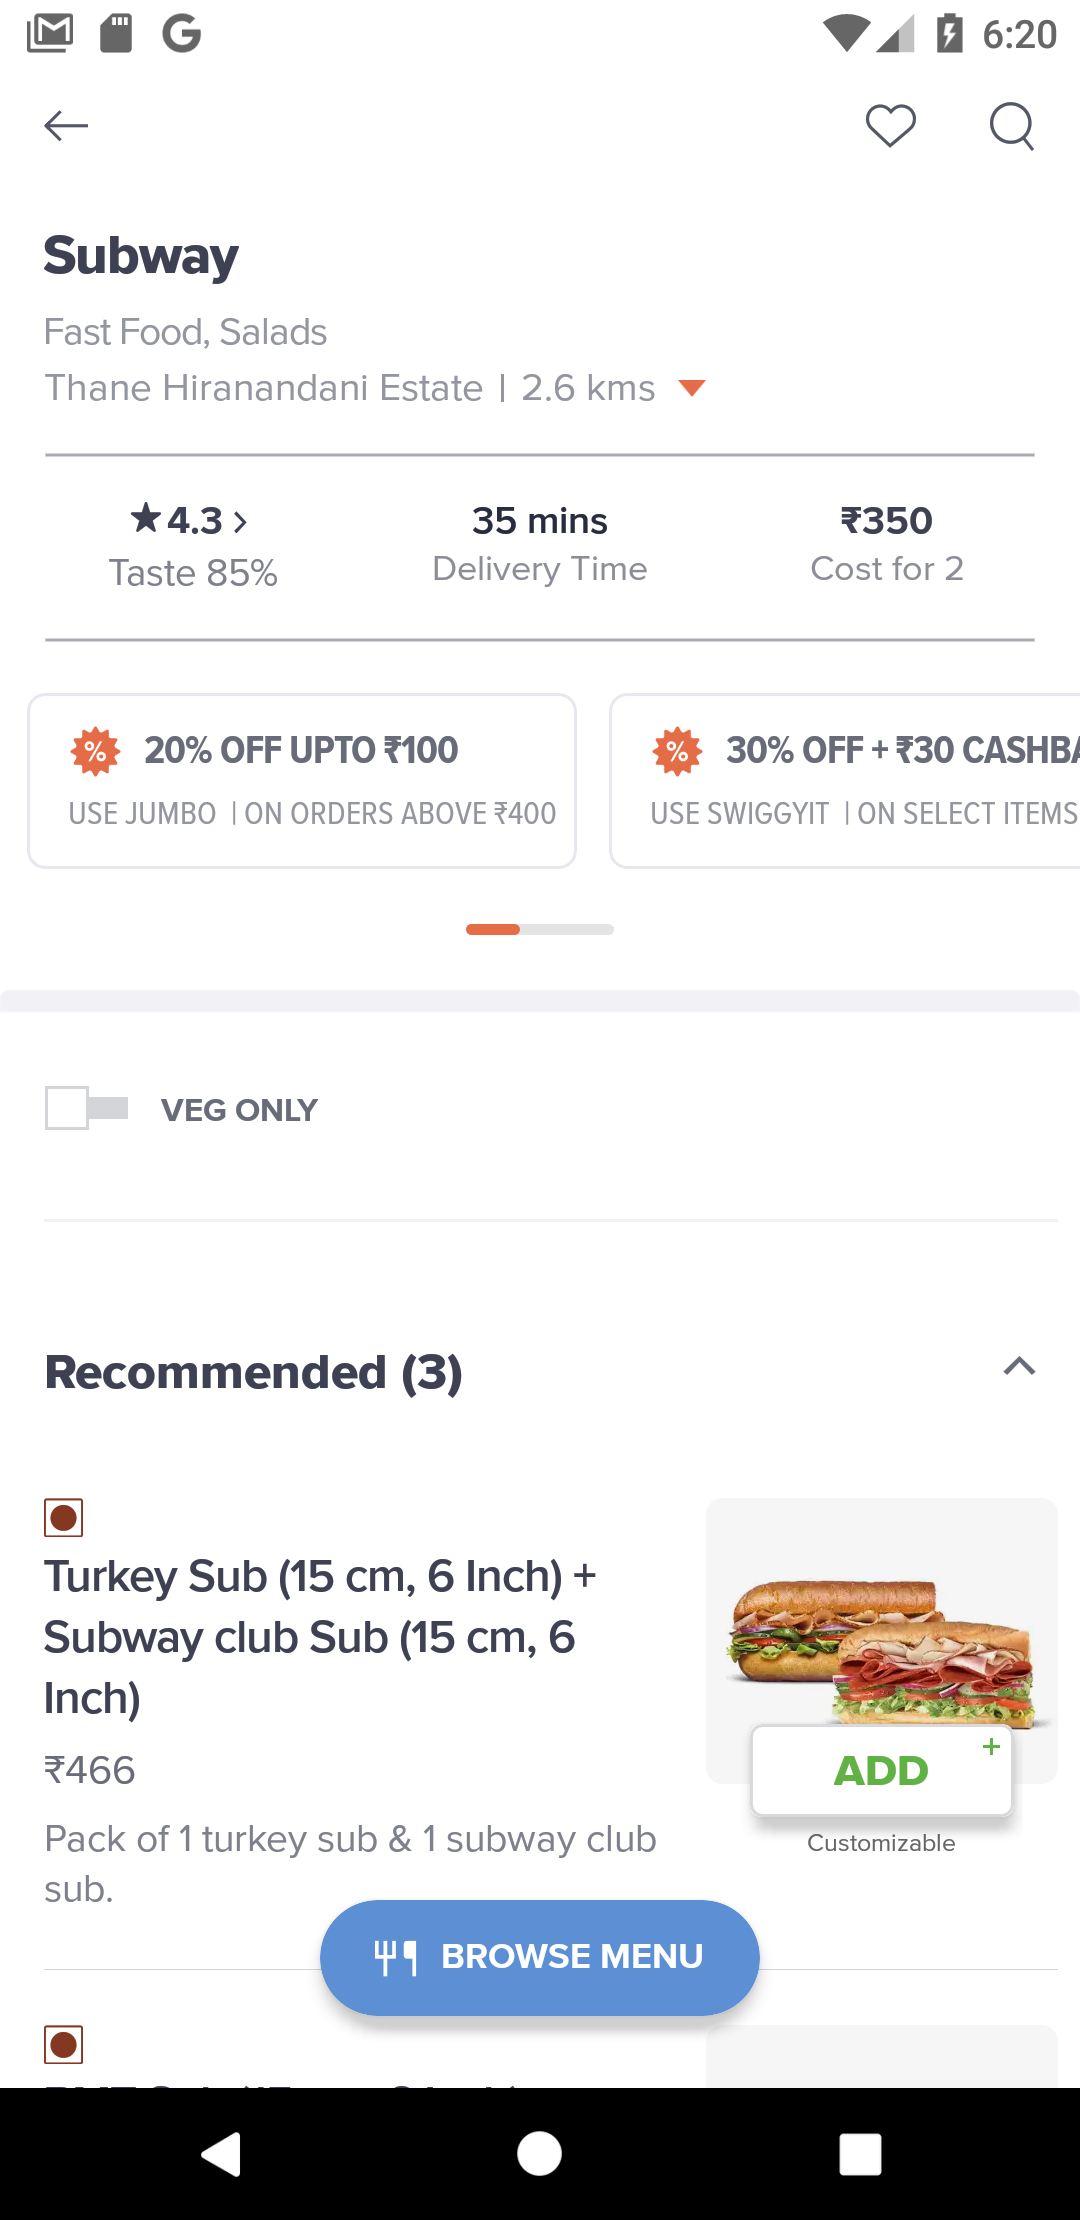 6:20
Subway
Fast Food, Salads
Thane Hiranandani Estate | 2.6 kms
★4.3 >
35 mins
₹350
Taste 85%
Delivery Time
Cost for 2
20% OFF UPTO ₹100
USE JUMBO | ON ORDERS ABOVE ₹400
30% OFF + ₹30 CASHBA
USE SWIGGYIT | ON SELECT ITEMS
VEG ONLY
Recommended (3)
Turkey Sub (15 cm, 6 Inch) +
Subway club Sub (15 cm, 6
Inch)
₹466
Pack of 1 turkey sub & 1 subway club
sub.
ADD +
Customizable
BROWSE MENU